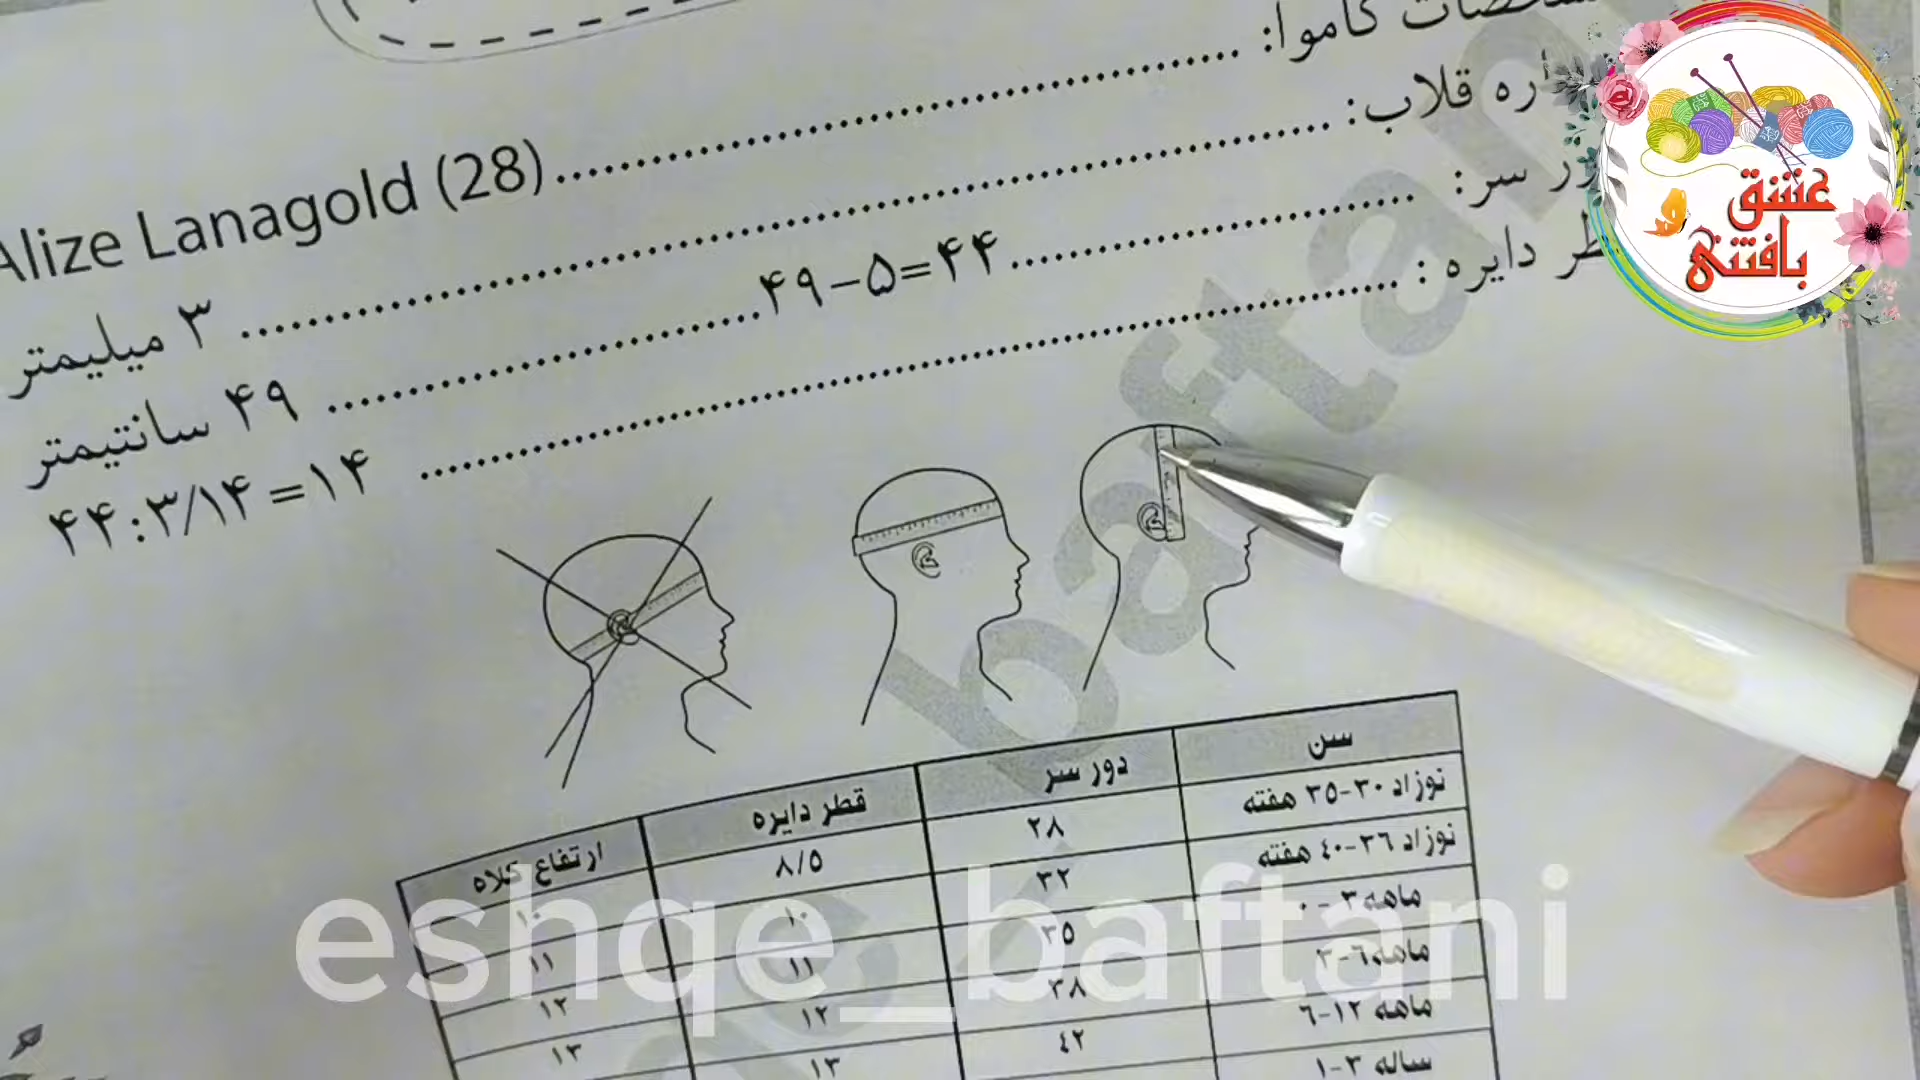 مشخصات کاموا: .......... Alize Lanagold (28)
ره قلاب: .......... ۳ میلیمتر
ر سر: .......... ۴۹-۵=۴۴ .......... ۴۹ سانتیمتر
دایره : .......... ۴۴:۳/۱۴=۱۴
عشق و بافتنی
سن دور سر قطر دایره ارتفاع کلاه
نوزاد ۳۰-۳۵ هفته ۲۸ ۸/۵ ۱۰
نوزاد ۳۶-۴۰ هفته ۳۲ ۱۰ ۱۱
ماهه ۳-۰ ۳۵ ۱۱ ۱۲
ماهه ۶-۳ ۳۸ ۱۲ ۱۳
ماهه ۱۲-۶ ۴۲ ۱۳
ساله ۳-۱
eshqe_baftani